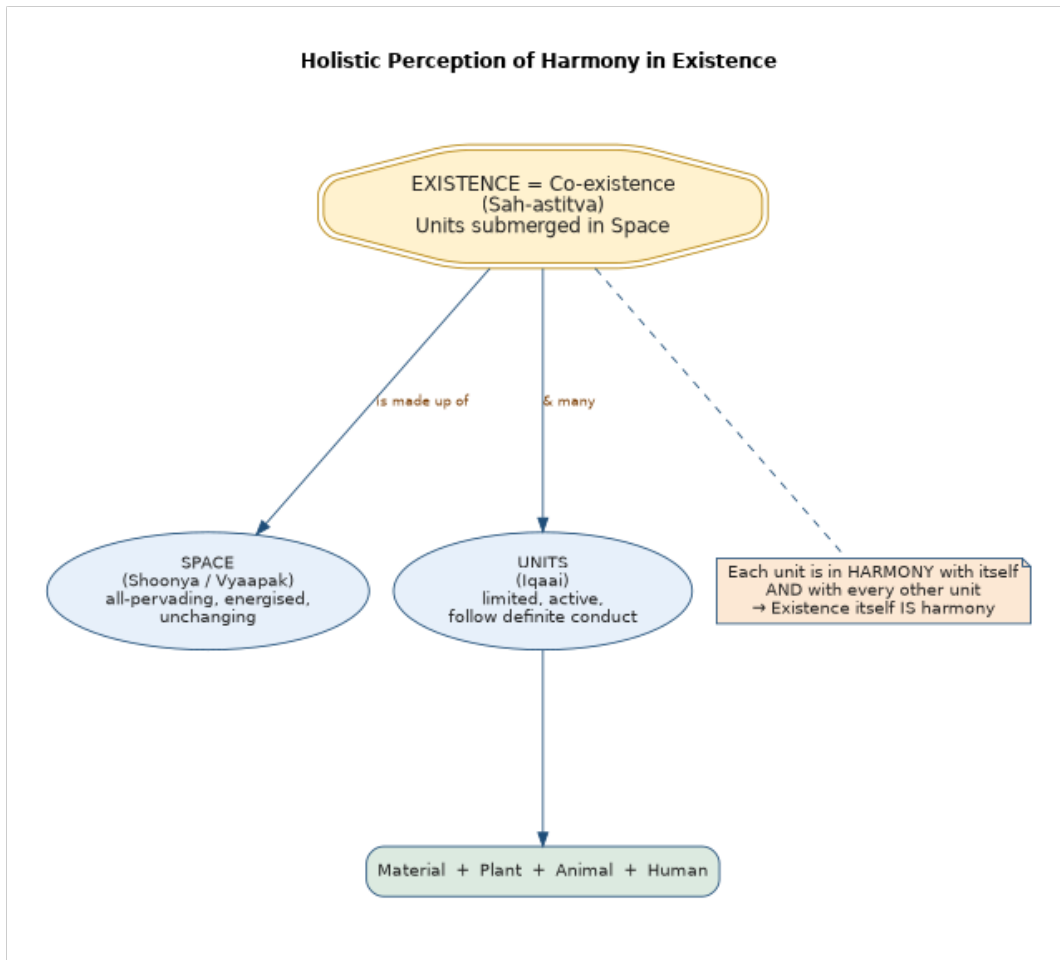 Holistic Perception of Harmony in Existence
EXISTENCE = Co-existence
(Sah-astitva)
Units submerged in Space
is made up of
& many
SPACE
(Shoonya / Vyaapak)
all-pervading, energised,
unchanging
UNITS
(Iqaai)
limited, active,
follow definite conduct
Each unit is in HARMONY with itself
AND with every other unit
→ Existence itself IS harmony
Material + Plant + Animal + Human